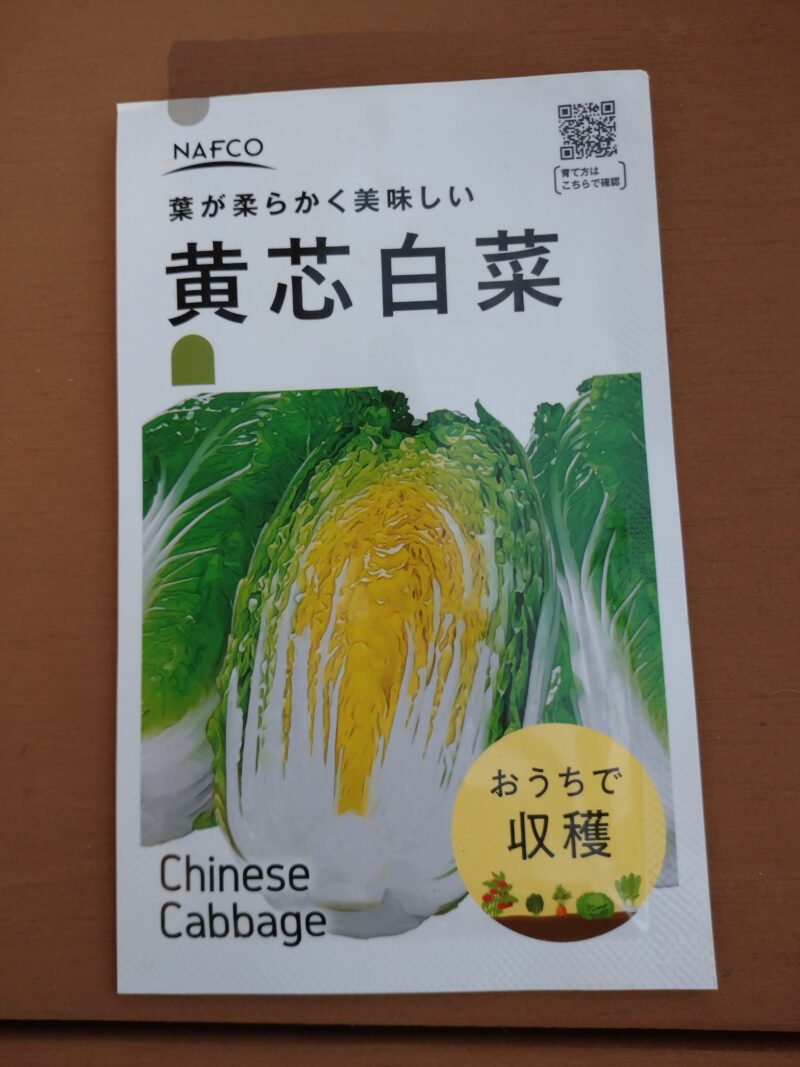 NAFCO
育て方は
こちらで確認
葉が柔らかく美味しい
黄芯白菜
おうちで
収穫
Chinese
Cabbage